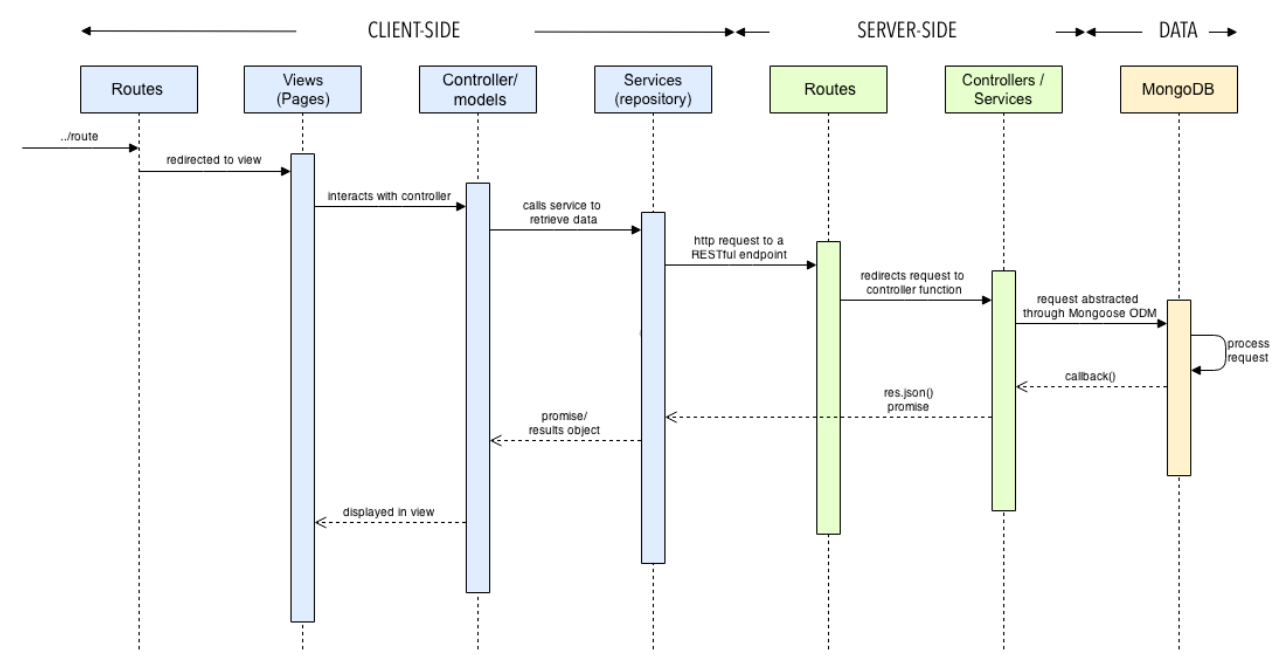 CLIENT-SIDE
SERVER-SIDE
DATA
Routes
Views
(Pages)
Controller/
models
Services
(repository)
Routes
Controllers /
Services
MongoDB
../route
redirected to view
interacts with controller
calls service to
retrieve data
http request to a
RESTful endpoint
redirects request to
controller function
request abstracted
through Mongoose ODM
process
request
callback()
res.json()
promise
promise/
results object
displayed in view